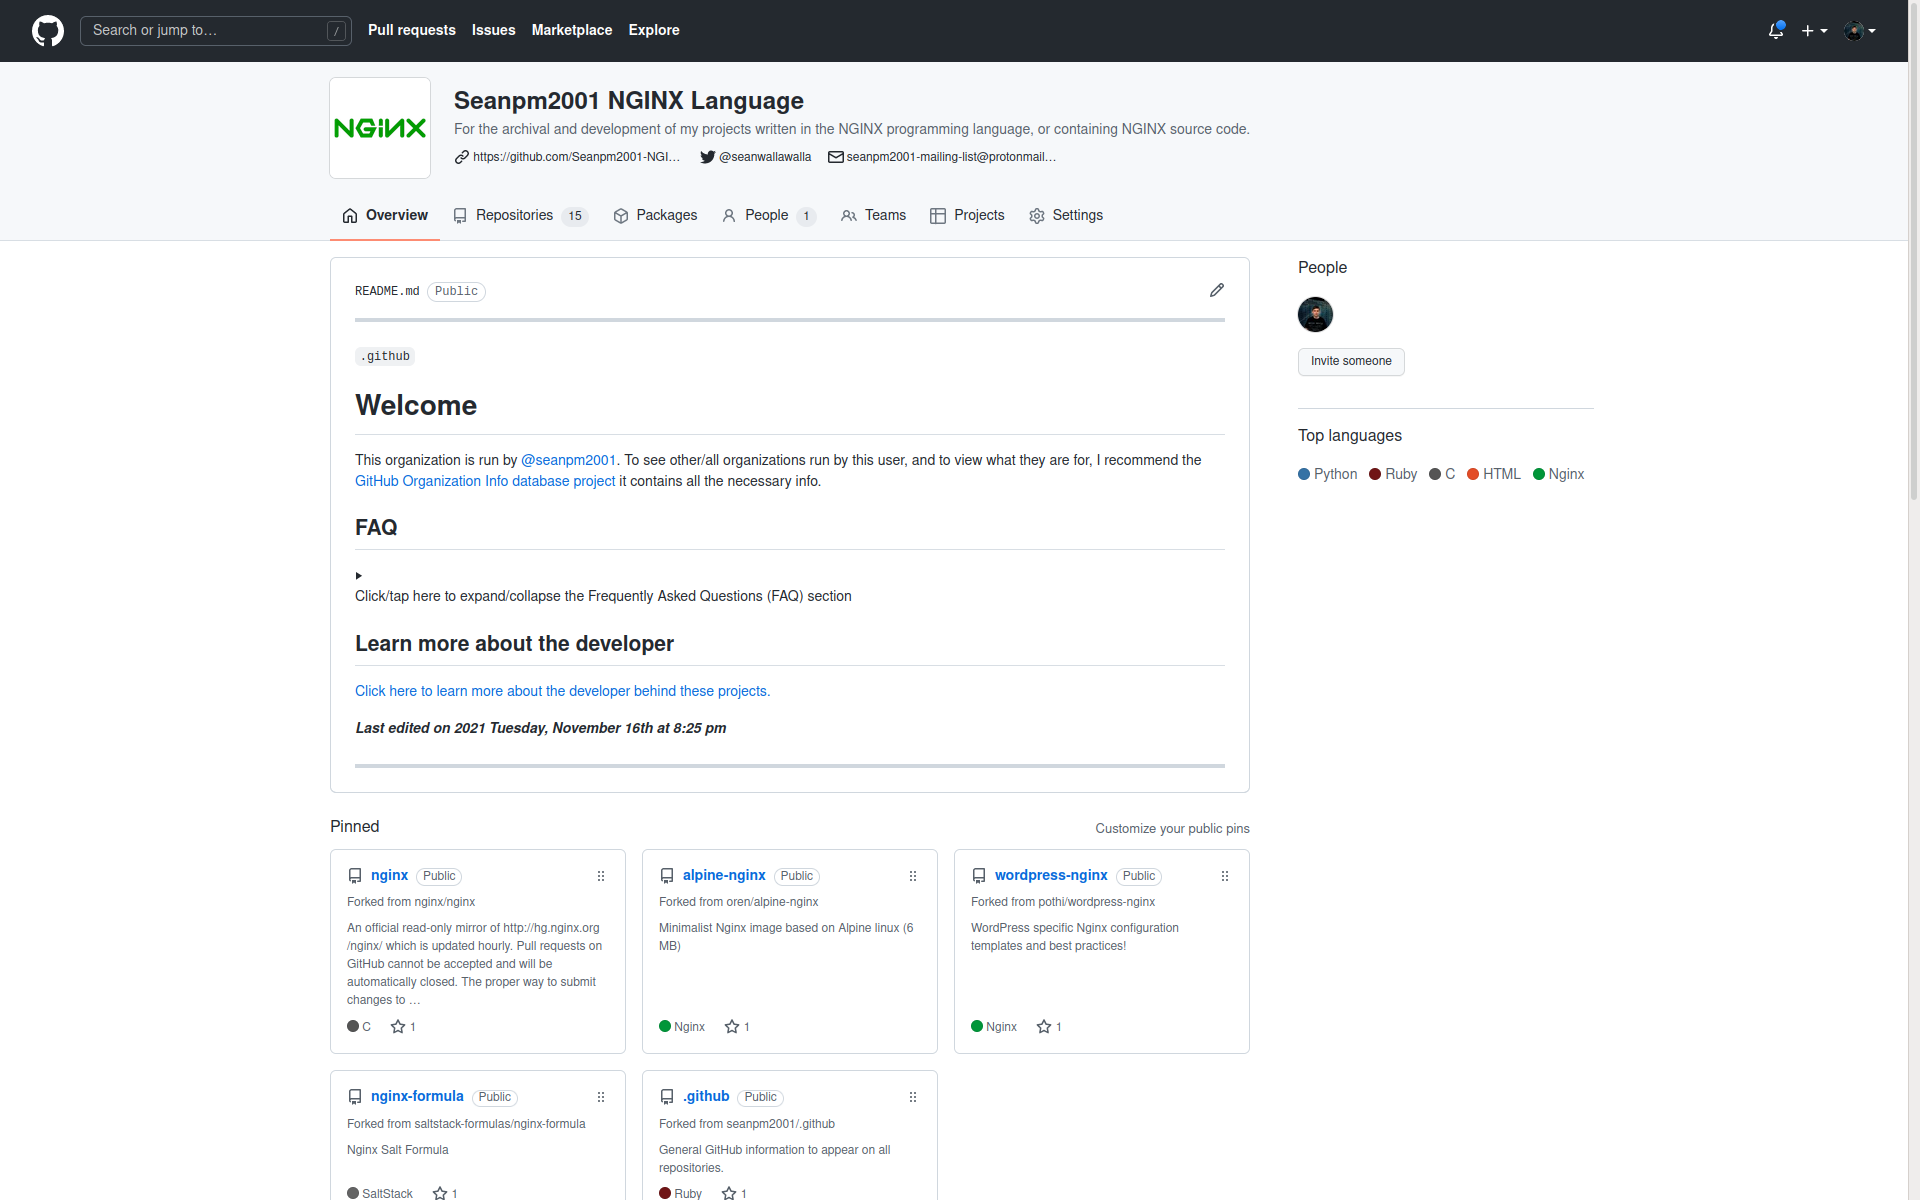 Search or jump to…
/
Pull requests
Issues
Marketplace
Explore
NGINX
Seanpm2001 NGINX Language
For the archival and development of my projects written in the NGINX programming language, or containing NGINX source code.
https://github.com/Seanpm2001-NGI…
@seanwallawalla
seanpm2001-mailing-list@protonmail…
Overview
Repositories 15
Packages
People 1
Teams
Projects
Settings
README.md Public
.github
Welcome
This organization is run by @seanpm2001. To see other/all organizations run by this user, and to view what they are for, I recommend the
GitHub Organization Info database project it contains all the necessary info.
FAQ
Click/tap here to expand/collapse the Frequently Asked Questions (FAQ) section
Learn more about the developer
Click here to learn more about the developer behind these projects.
Last edited on 2021 Tuesday, November 16th at 8:25 pm
People
Invite someone
Top languages
Python Ruby C HTML Nginx
Pinned
Customize your public pins
nginx Public
Forked from nginx/nginx
An official read-only mirror of http://hg.nginx.org
/nginx/ which is updated hourly. Pull requests on
GitHub cannot be accepted and will be
automatically closed. The proper way to submit
changes to …
C 1
alpine-nginx Public
Forked from oren/alpine-nginx
Minimalist Nginx image based on Alpine linux (6
MB)
Nginx 1
wordpress-nginx Public
Forked from pothi/wordpress-nginx
WordPress specific Nginx configuration
templates and best practices!
Nginx 1
nginx-formula Public
Forked from saltstack-formulas/nginx-formula
Nginx Salt Formula
SaltStack 1
.github Public
Forked from seanpm2001/.github
General GitHub information to appear on all
repositories.
Ruby 1